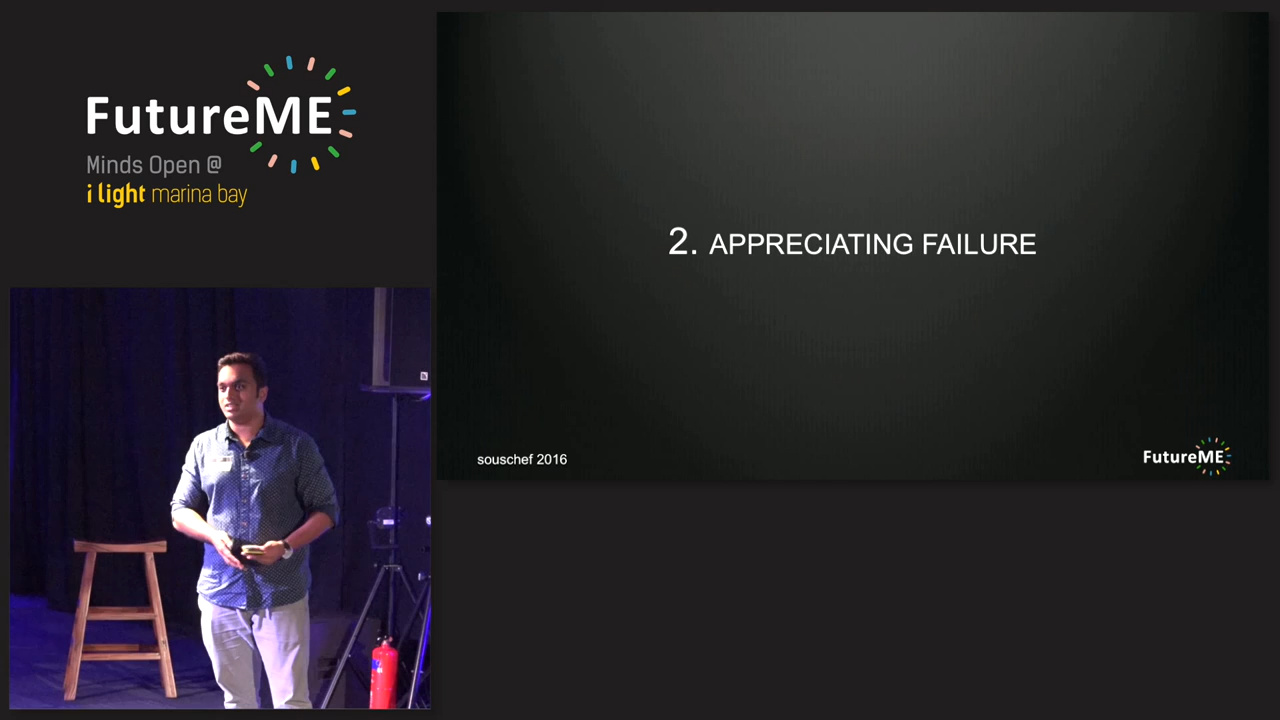 FutureME
Minds Open @
i light marina bay
2. APPRECIATING FAILURE
souschef 2016
FutureME